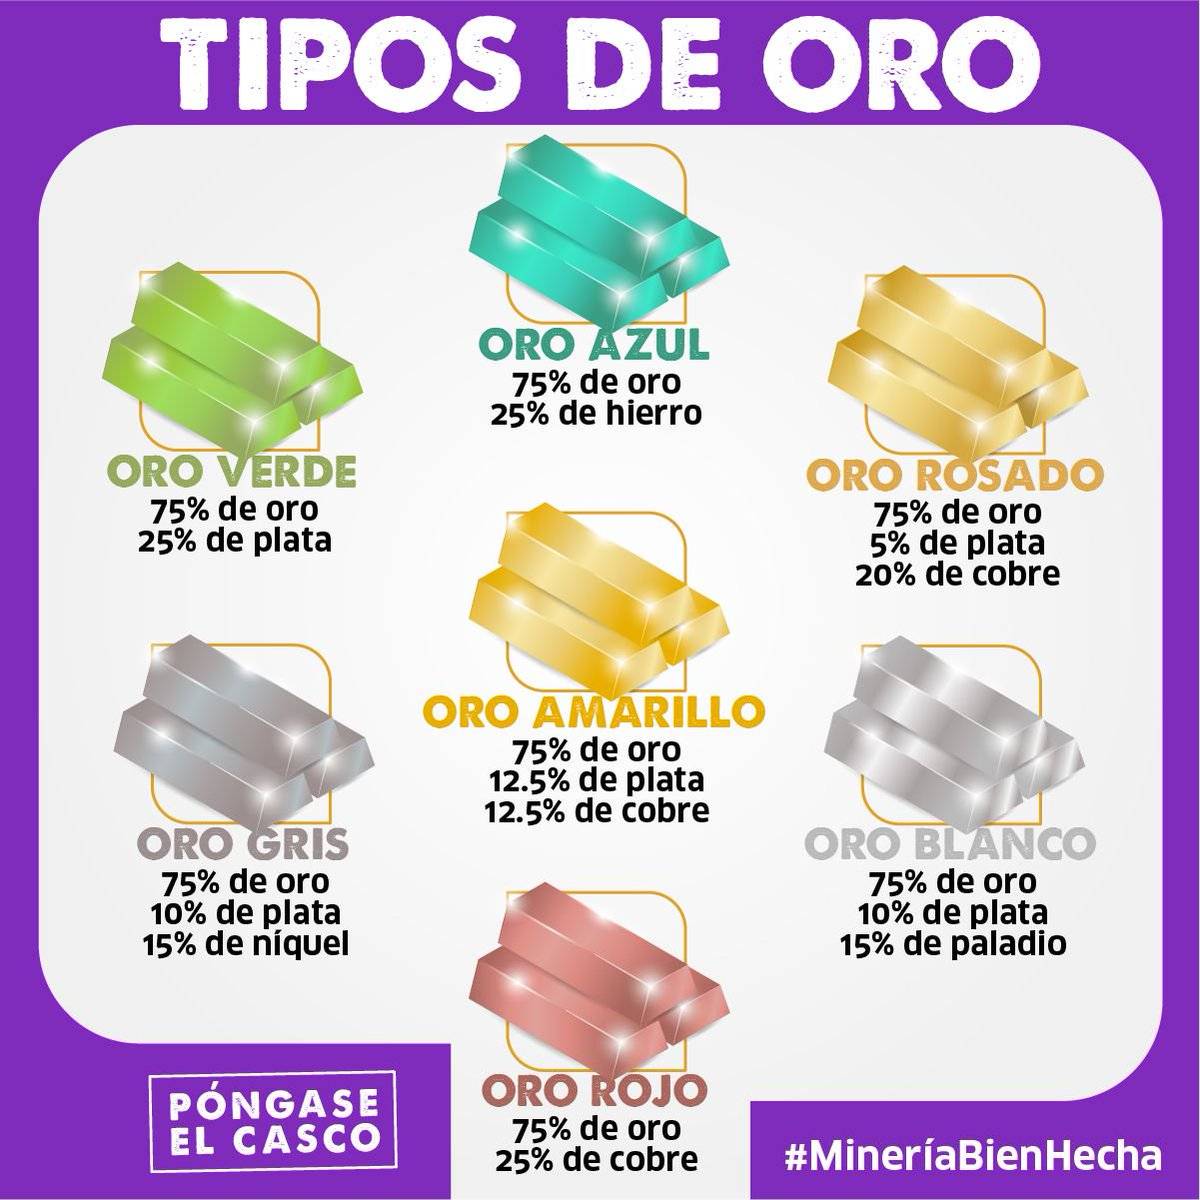 TIPOS DE ORO
ORO AZUL
75% de oro
25% de hierro
ORO VERDE
75% de oro
25% de plata
ORO ROSADO
75% de oro
5% de plata
20% de cobre
ORO AMARILLO
75% de oro
12.5% de plata
12.5% de cobre
ORO GRIS
75% de oro
10% de plata
15% de níquel
ORO BLANCO
75% de oro
10% de plata
15% de paladio
ORO ROJO
75% de oro
25% de cobre
PÓNGASE
EL CASCO
#MineríaBienHecha